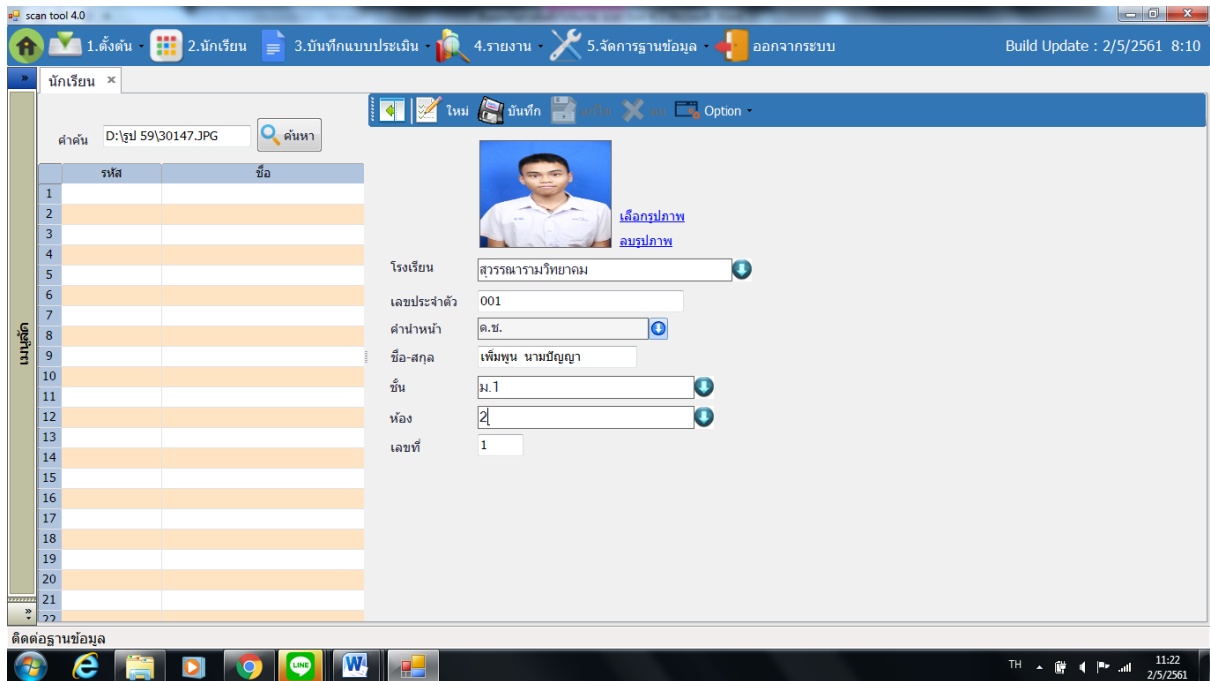 scan tool 4.0
1.ตั้งต้น 2.นักเรียน 3.บันทึกแบบประเมิน 4.รายงาน 5.จัดการฐานข้อมูล ออกจากระบบ Build Update : 2/5/2561 8:10
นักเรียน
ใหม่ บันทึก Option
คำค้น D:\รูป 59\30147.JPG ค้นหา
รหัส ชื่อ
1
2
3
4
5
6
7
8
9
10
11
12
13
14
15
16
17
18
19
20
21
22
เมนูลัด
เลือกรูปภาพ
ลบรูปภาพ
โรงเรียน สุวรรณารามวิทยาคม
เลขประจำตัว 001
คำนำหน้า ด.ช.
ชื่อ-สกุล เพิ่มพูน นามปัญญา
ชั้น ม.1
ห้อง 2
เลขที่ 1
ติดต่อฐานข้อมูล
LINE
TH 11:22
2/5/2561